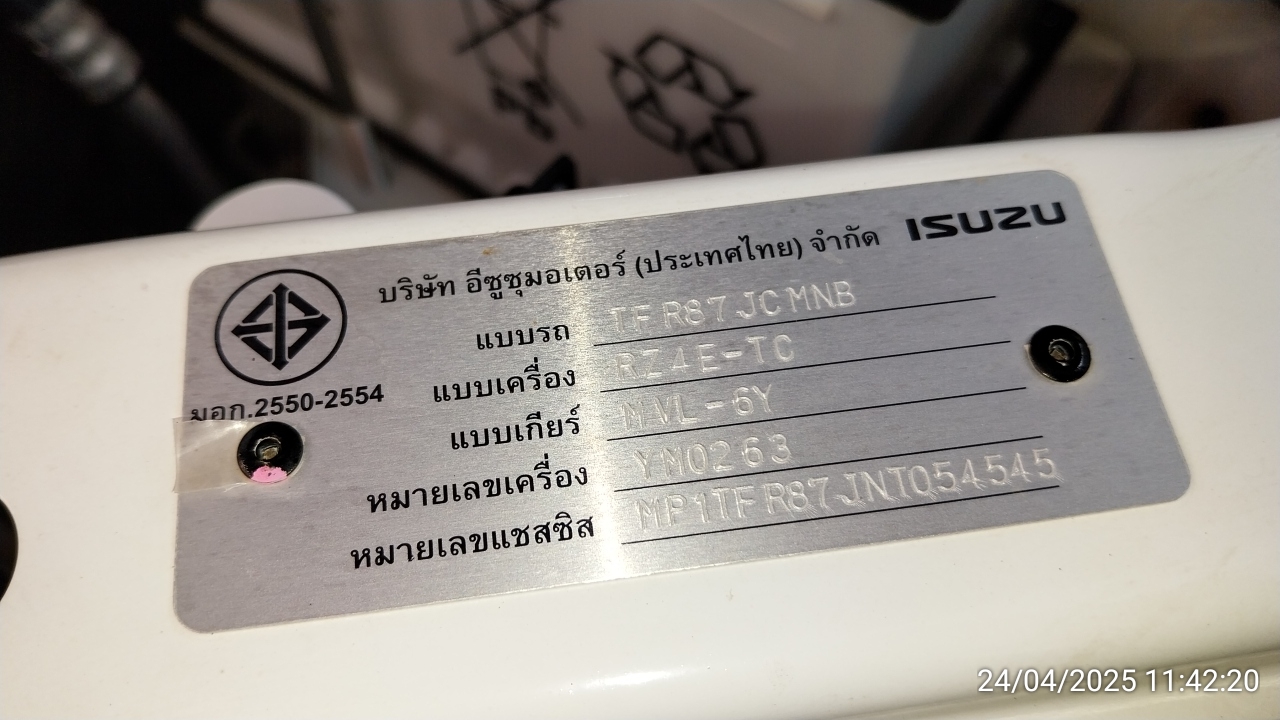 บริษัท อีซูซุมอเตอร์ (ประเทศไทย) จำกัด ISUZU
แบบรถ TFR87JCMNB
แบบเครื่อง RZ4E-TC
แบบเกียร์ MVL-6Y
หมายเลขเครื่อง YM0263
หมายเลขแชสซิส MP1TFR87JNT054545
มอก.2550-2554
24/04/2025 11:42:20